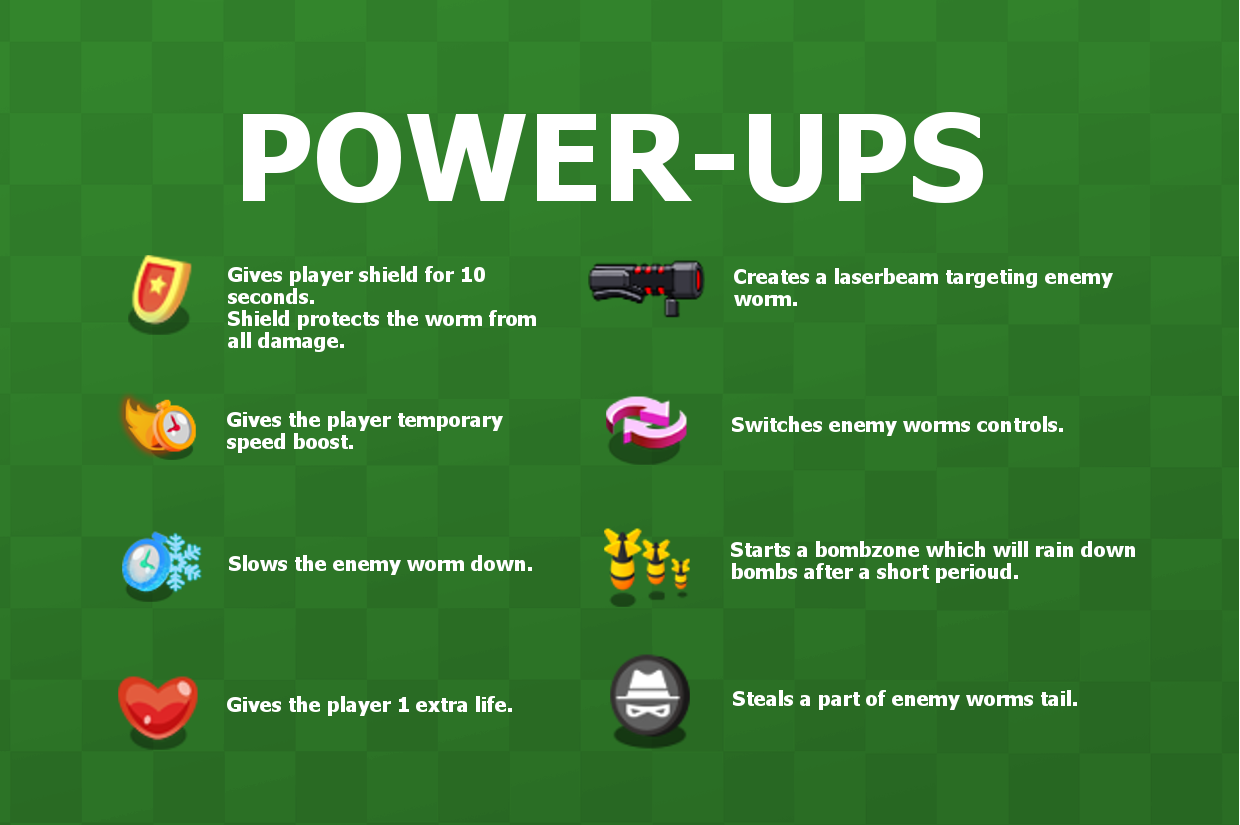 POWER-UPS
Gives player shield for 10
seconds.
Shield protects the worm from
all damage.
Creates a laserbeam targeting enemy
worm.
Gives the player temporary
speed boost.
Switches enemy worms controls.
Slows the enemy worm down.
Starts a bombzone which will rain down
bombs after a short perioud.
Gives the player 1 extra life.
Steals a part of enemy worms tail.